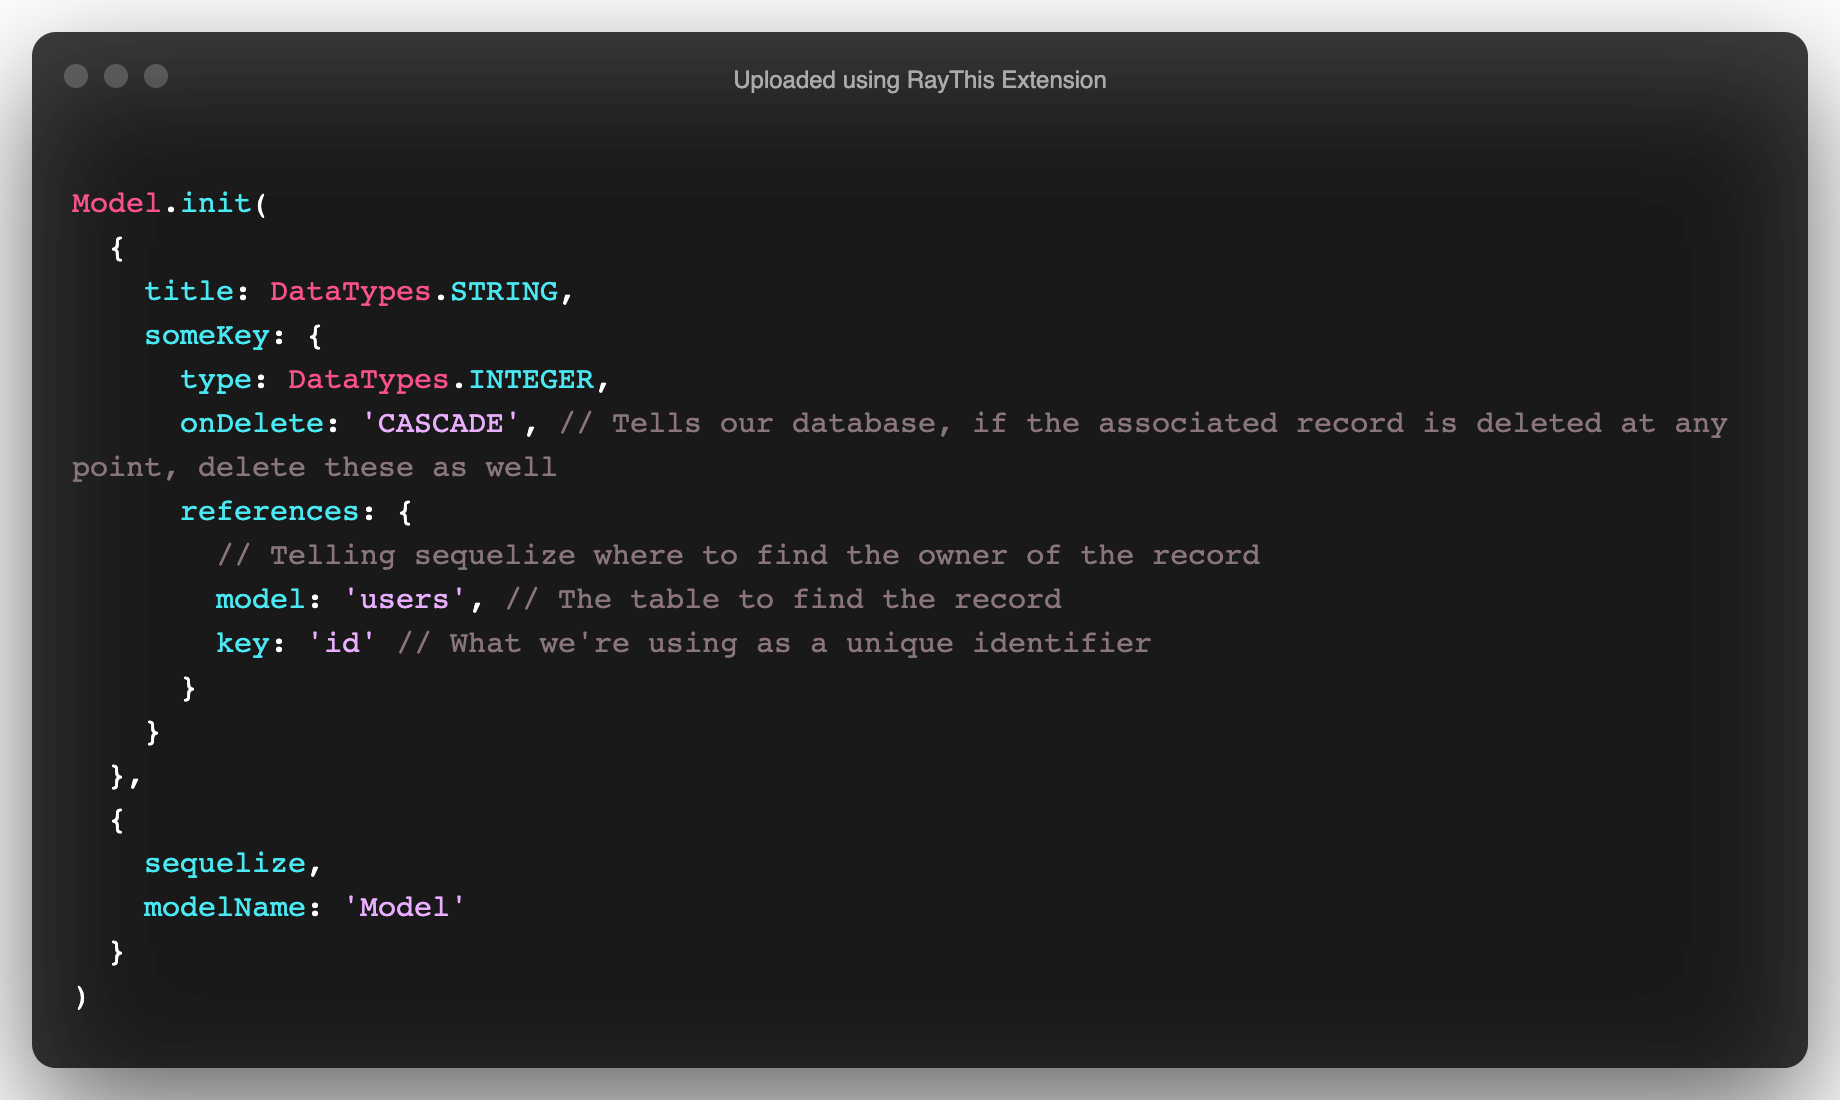 Uploaded using RayThis Extension
Model.init(
  {
    title: DataTypes.STRING,
    someKey: {
      type: DataTypes.INTEGER,
      onDelete: 'CASCADE', // Tells our database, if the associated record is deleted at any
point, delete these as well
      references: {
        // Telling sequelize where to find the owner of the record
        model: 'users', // The table to find the record
        key: 'id' // What we're using as a unique identifier
      }
    }
  },
  {
    sequelize,
    modelName: 'Model'
  }
)